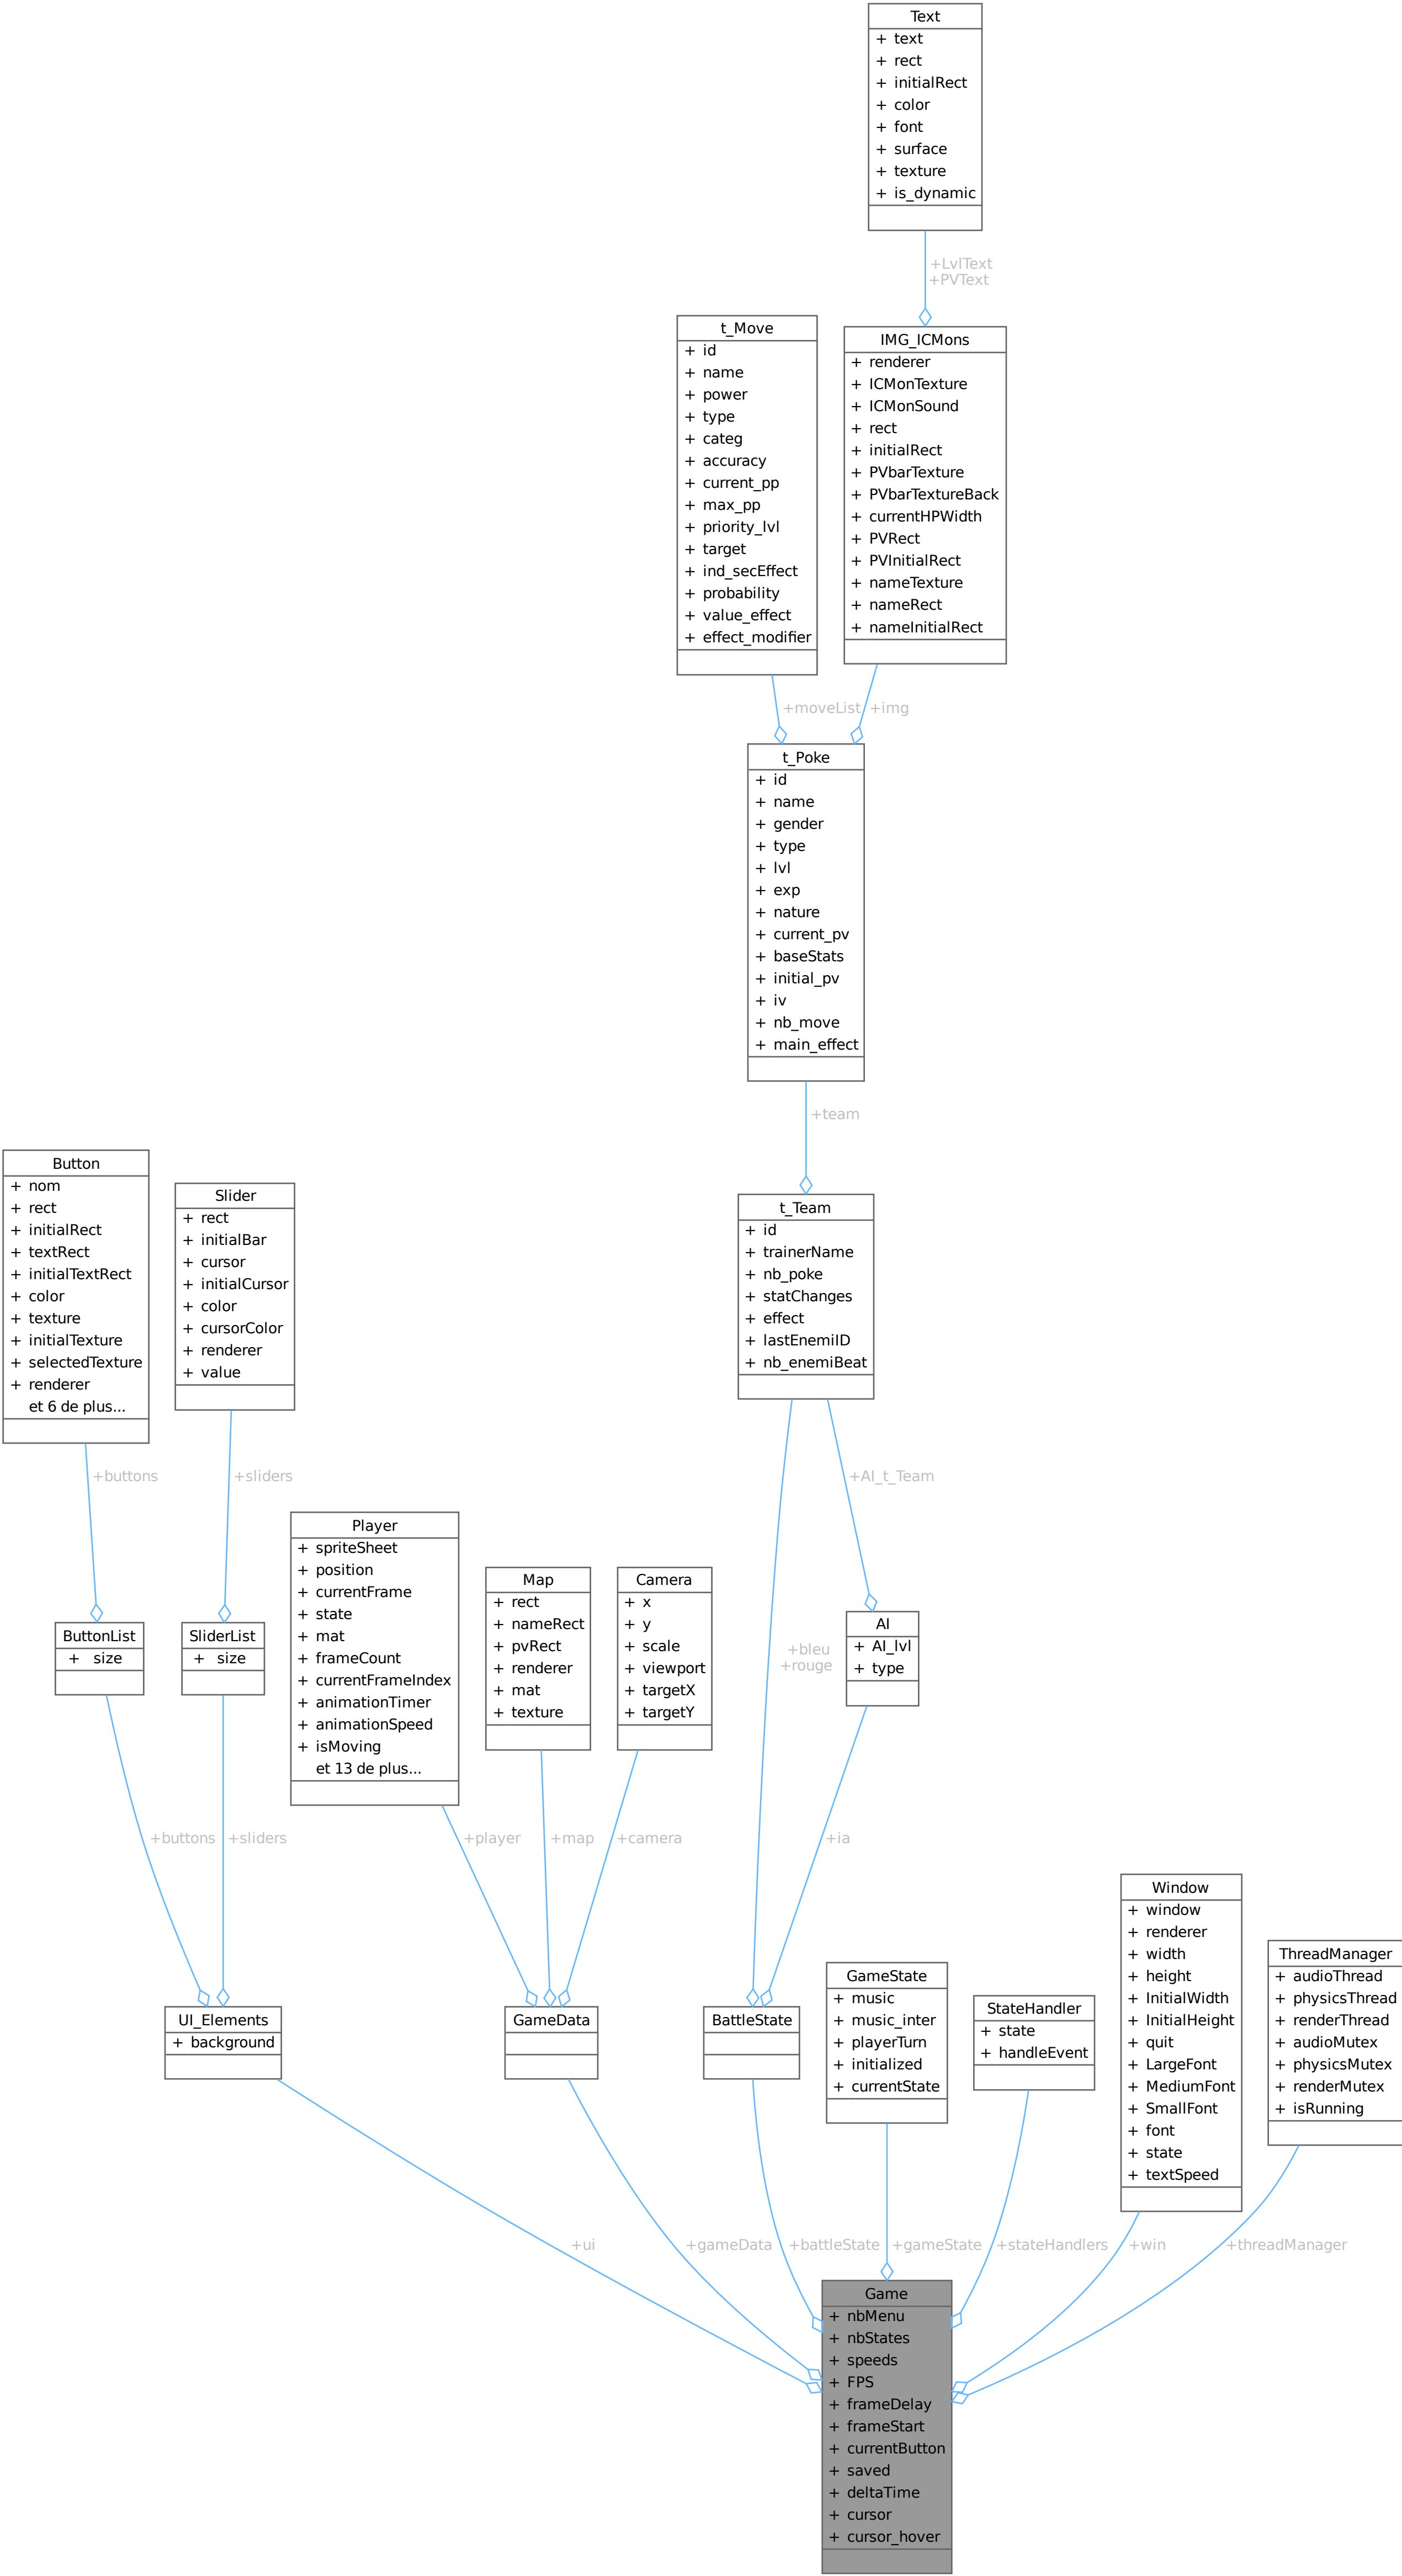 Text
+ text
+ rect
+ initialRect
+ color
+ font
+ surface
+ texture
+ is_dynamic
+LvlText
+PVText
t_Move
+ id
+ name
+ power
+ type
+ categ
+ accuracy
+ current_pp
+ max_pp
+ priority_lvl
+ target
+ ind_secEffect
+ probability
+ value_effect
+ effect_modifier
IMG_ICMons
+ renderer
+ ICMonTexture
+ ICMonSound
+ rect
+ initialRect
+ PVbarTexture
+ PVbarTextureBack
+ currentHPWidth
+ PVRect
+ PVInitialRect
+ nameTexture
+ nameRect
+ nameInitialRect
+moveList
+img
t_Poke
+ id
+ name
+ gender
+ type
+ lvl
+ exp
+ nature
+ current_pv
+ baseStats
+ initial_pv
+ iv
+ nb_move
+ main_effect
+team
Button
+ nom
+ rect
+ initialRect
+ textRect
+ initialTextRect
+ color
+ texture
+ initialTexture
+ selectedTexture
+ renderer
et 6 de plus...
Slider
+ rect
+ initialBar
+ cursor
+ initialCursor
+ color
+ cursorColor
+ renderer
+ value
t_Team
+ id
+ trainerName
+ nb_poke
+ statChanges
+ effect
+ lastEnemiID
+ nb_enemiBeat
+buttons
+sliders
+AI_t_Team
Player
+ spriteSheet
+ position
+ currentFrame
+ state
+ mat
+ frameCount
+ currentFrameIndex
+ animationTimer
+ animationSpeed
+ isMoving
et 13 de plus...
Map
+ rect
+ nameRect
+ pvRect
+ renderer
+ mat
+ texture
Camera
+ x
+ y
+ scale
+ viewport
+ targetX
+ targetY
ButtonList
+ size
SliderList
+ size
+bleu
+rouge
AI
+ AI_lvl
+ type
+buttons
+sliders
+player
+map
+camera
+ia
UI_Elements
+ background
GameData
BattleState
GameState
+ music
+ music_inter
+ playerTurn
+ initialized
+ currentState
StateHandler
+ state
+ handleEvent
Window
+ window
+ renderer
+ width
+ height
+ InitialWidth
+ InitialHeight
+ quit
+ LargeFont
+ MediumFont
+ SmallFont
+ font
+ state
+ textSpeed
ThreadManager
+ audioThread
+ physicsThread
+ renderThread
+ audioMutex
+ physicsMutex
+ renderMutex
+ isRunning
+ui
+gameData
+battleState
+gameState
+stateHandlers
+win
+threadManager
Game
+ nbMenu
+ nbStates
+ speeds
+ FPS
+ frameDelay
+ frameStart
+ currentButton
+ saved
+ deltaTime
+ cursor
+ cursor_hover